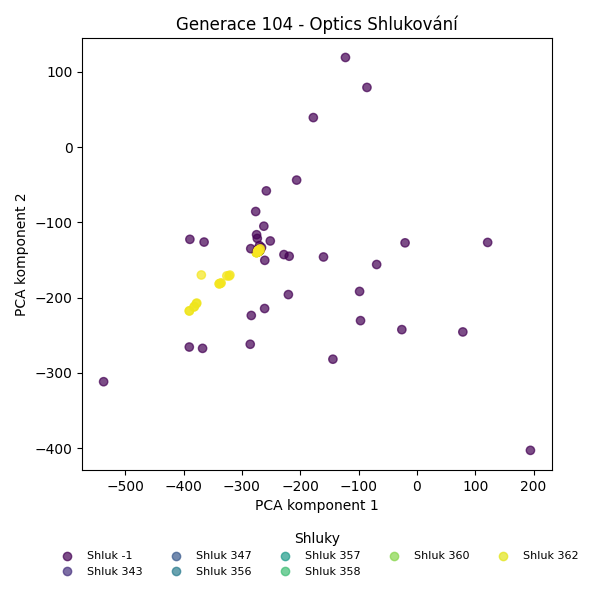 Generace 104 - Optics Shlukování
100
0
−100
−200
−300
−400
PCA komponent 2
−500 −400 −300 −200 −100 0 100 200
PCA komponent 1
Shluky
Shluk -1 Shluk 347 Shluk 357 Shluk 360 Shluk 362
Shluk 343 Shluk 356 Shluk 358